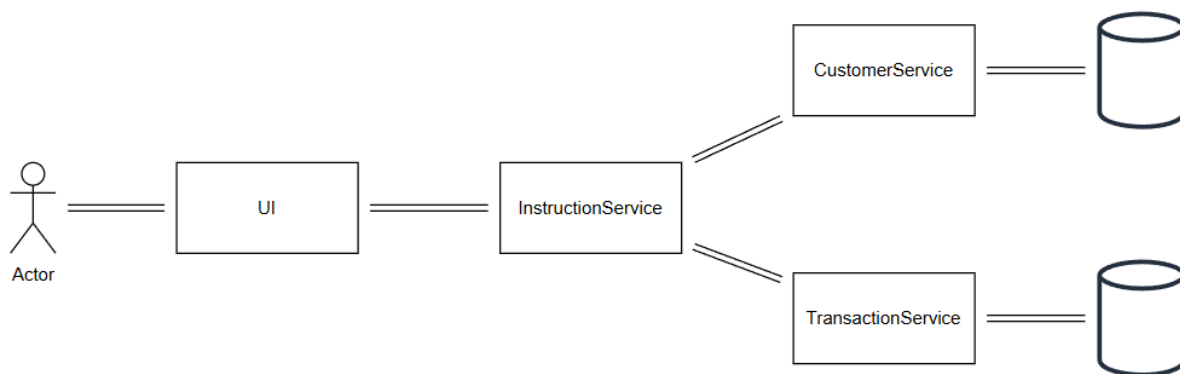 CustomerService
UI
InstructionService
Actor
TransactionService